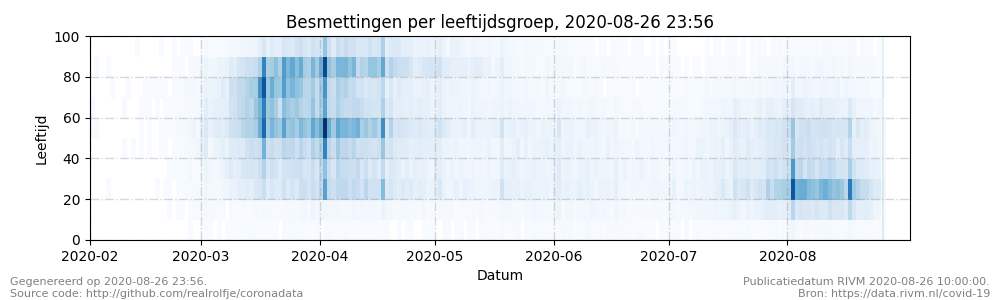 Besmettingen per leeftijdsgroep, 2020-08-26 23:56
100
80
60
40
20
0
Leeftijd
2020-02 2020-03 2020-04 2020-05 2020-06 2020-07 2020-08
Datum
Gegenereerd op 2020-08-26 23:56.
Source code: http://github.com/realrolfje/coronadata
Publicatiedatum RIVM 2020-08-26 10:00:00.
Bron: https://data.rivm.nl/covid-19